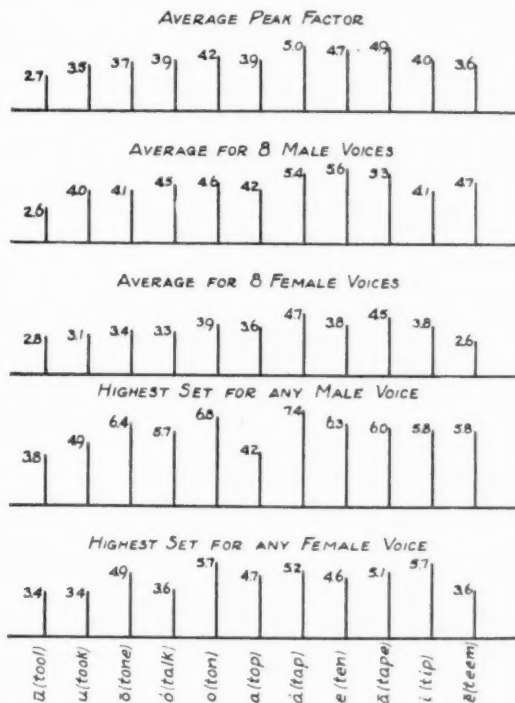 AVERAGE PEAK FACTOR
2.7 3.5 3.7 3.9 4.2 3.9 5.0 4.7 4.9 4.0 3.6
AVERAGE FOR 8 MALE VOICES
2.6 4.0 4.1 4.5 4.6 4.2 5.4 5.6 5.3 4.1 4.7
AVERAGE FOR 8 FEMALE VOICES
2.8 3.1 3.4 3.3 3.9 3.6 4.7 3.8 4.5 3.8 2.6
HIGHEST SET FOR ANY MALE VOICE
3.8 4.9 6.4 5.7 6.8 4.2 7.4 6.3 6.0 5.8 5.8
HIGHEST SET FOR ANY FEMALE VOICE
3.4 3.4 4.9 3.6 5.7 4.7 5.2 4.6 5.1 5.7 3.6
ū(tool)
u(took)
ō(tone)
ó(talk)
o(ton)
a(top)
á(tap)
e(ten)
ā(tape)
i(tip)
ē(teem)